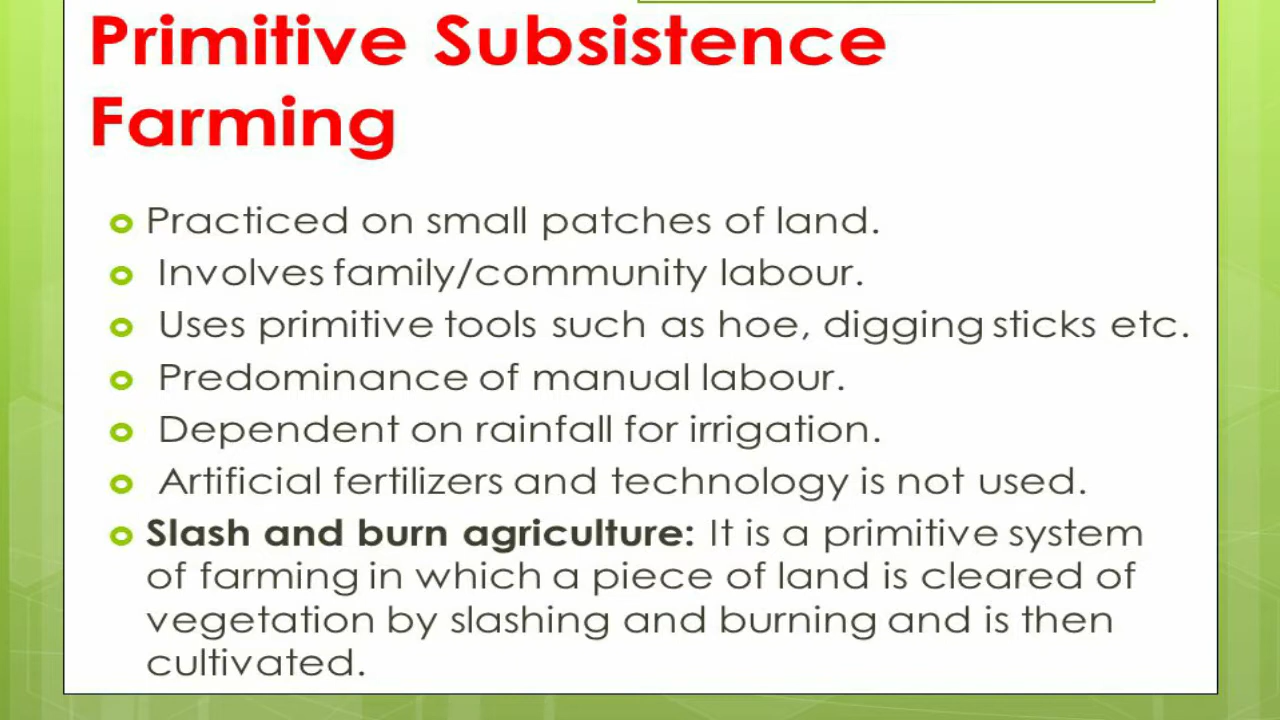 Primitive Subsistence
Farming
Practiced on small patches of land.
Involves family/community labour.
Uses primitive tools such as hoe, digging sticks etc.
Predominance of manual labour.
Dependent on rainfall for irrigation.
Artificial fertilizers and technology is not used.
Slash and burn agriculture: It is a primitive system
of farming in which a piece of land is cleared of
vegetation by slashing and burning and is then
cultivated.